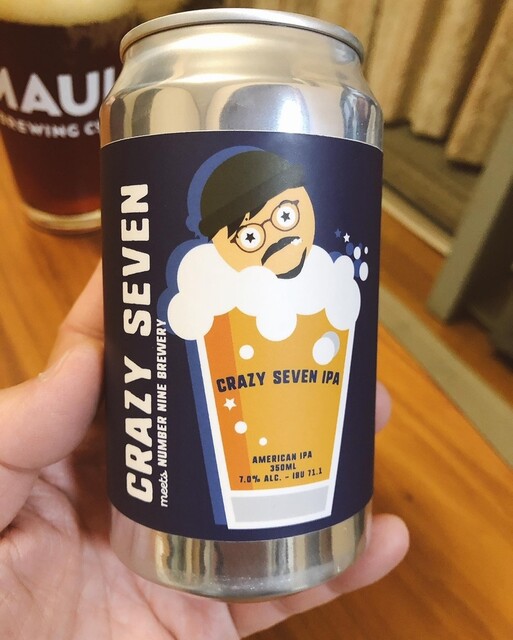 MAUI
BREWING CO
CRAZY SEVEN
meets NUMBER NINE BREWERY
CRAZY SEVEN IPA
AMERICAN IPA
350ML
7.0% ALC. - IBU 71.1